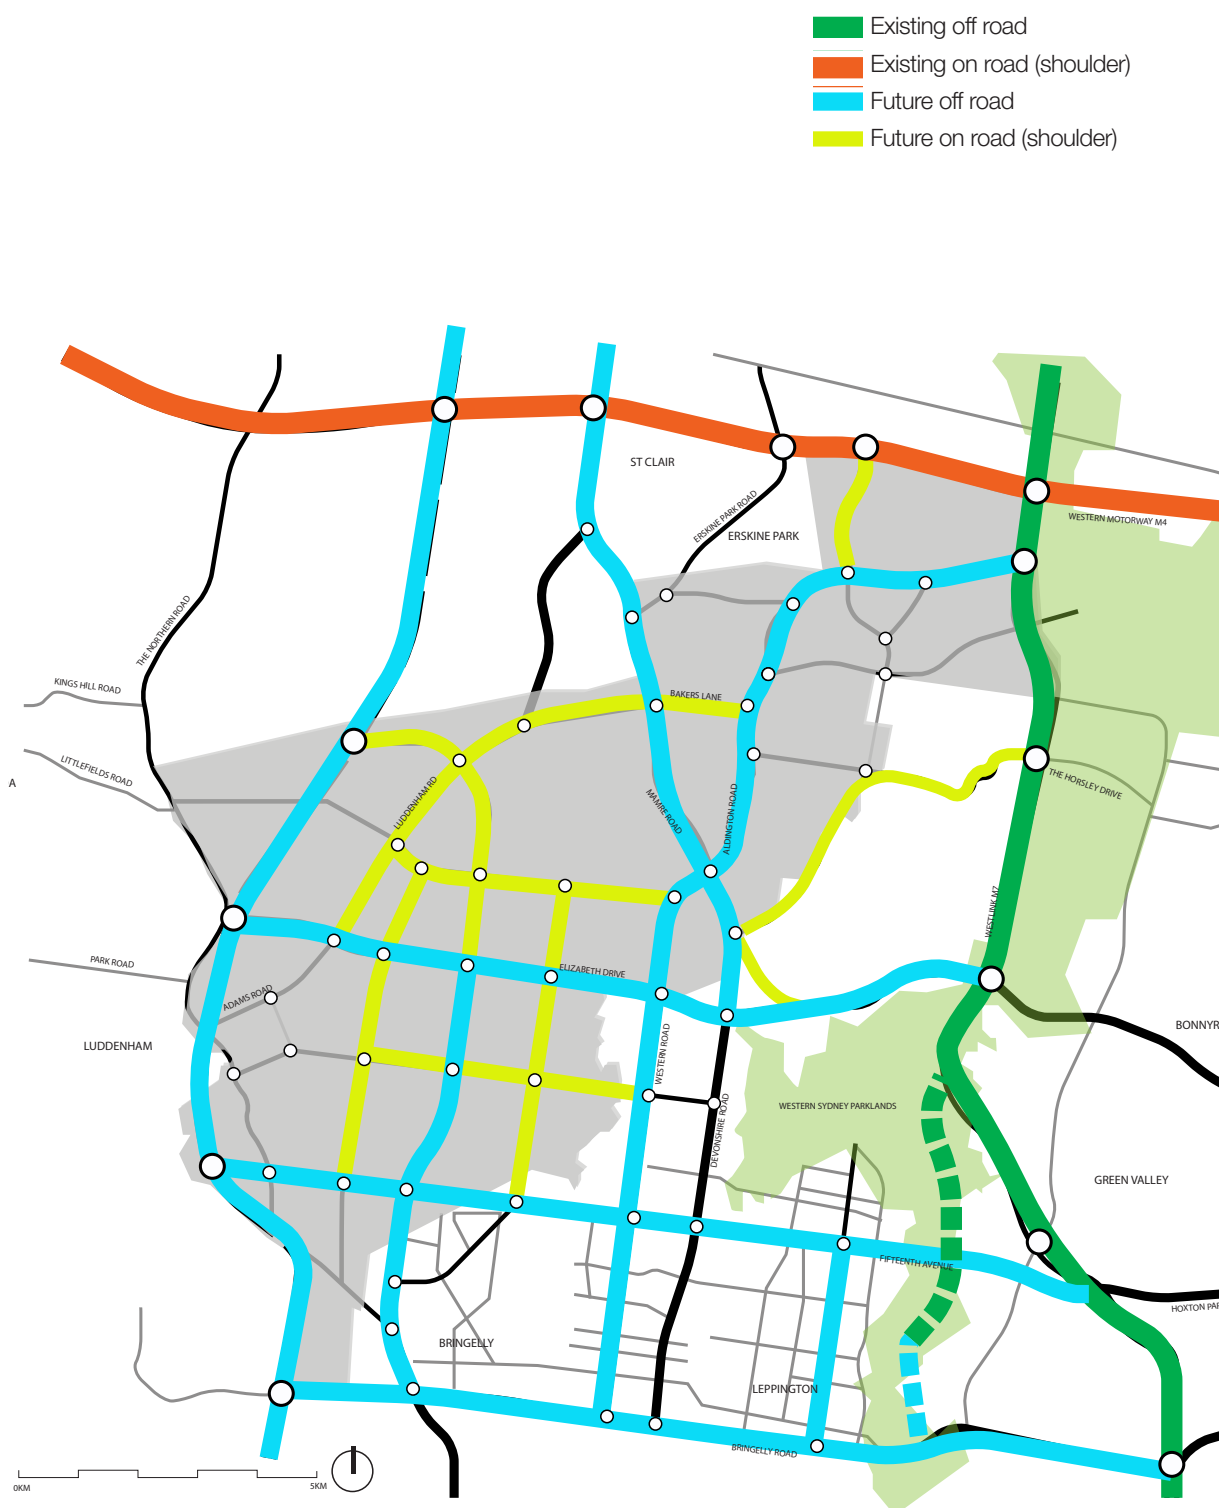 Existing off road
Existing on road (shoulder)
Future off road
Future on road (shoulder)
ST CLAIR
ERSKINE PARK ROAD
ERSKINE PARK
WESTERN MOTORWAY M4
THE NORTHERN ROAD
KINGS HILL ROAD
BAKERS LANE
LITTLEFIELDS ROAD
A
LUDDENHAM RD
MAMRE ROAD
ALDINGTON ROAD
THE HORSLEY DRIVE
WESTLINK M7
PARK ROAD
ELIZABETH DRIVE
ADAMS ROAD
LUDDENHAM
BONNYR
WESTERN ROAD
WESTERN SYDNEY PARKLANDS
DEVONSHIRE ROAD
GREEN VALLEY
FIFTEENTH AVENUE
HOXTON PAR
BRINGELLY
LEPPINGTON
BRINGELLY ROAD
0KM
5KM